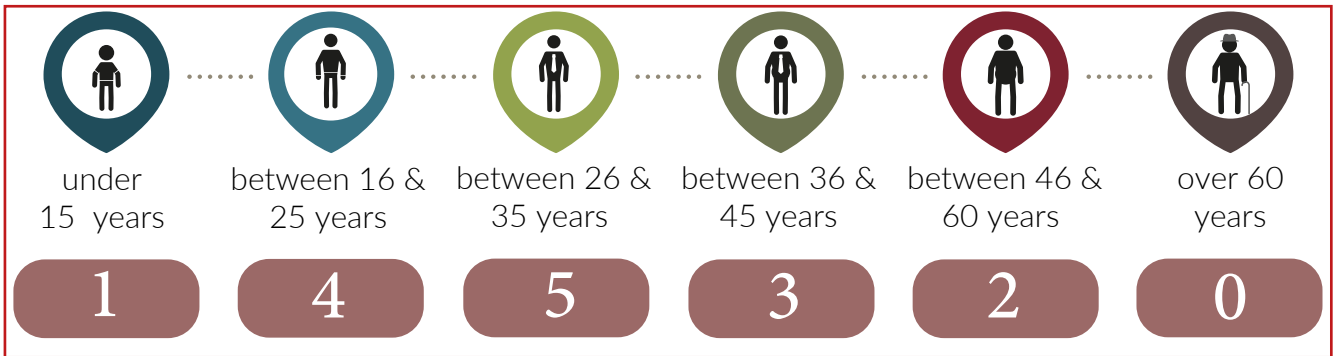 under
15 years
between 16 &
25 years
between 26 &
35 years
between 36 &
45 years
between 46 &
60 years
over 60
years
1
4
5
3
2
0